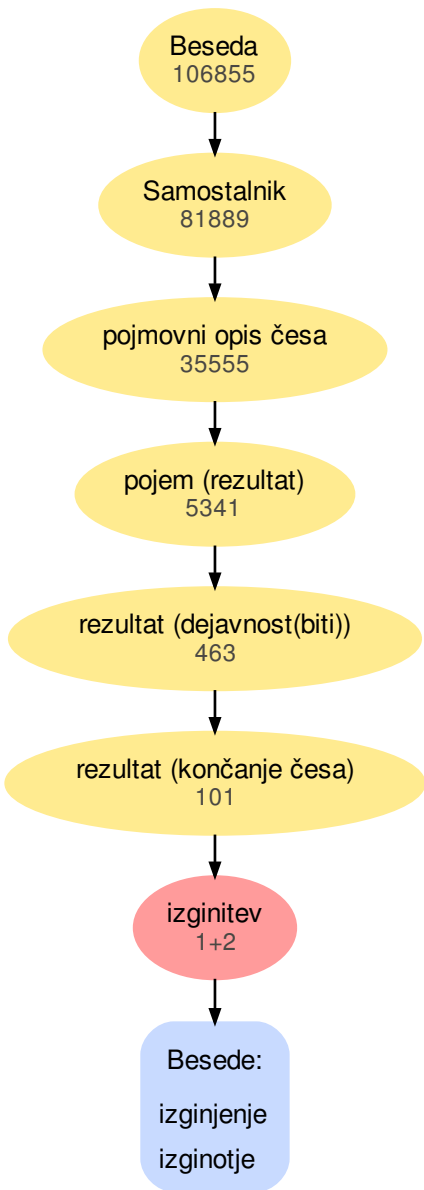 Beseda
106855
Samostalnik
81889
pojmovni opis česa
35555
pojem (rezultat)
5341
rezultat (dejavnost(biti))
463
rezultat (končanje česa)
101
izginitev
1+2
Besede:
izginjenje
izginotje